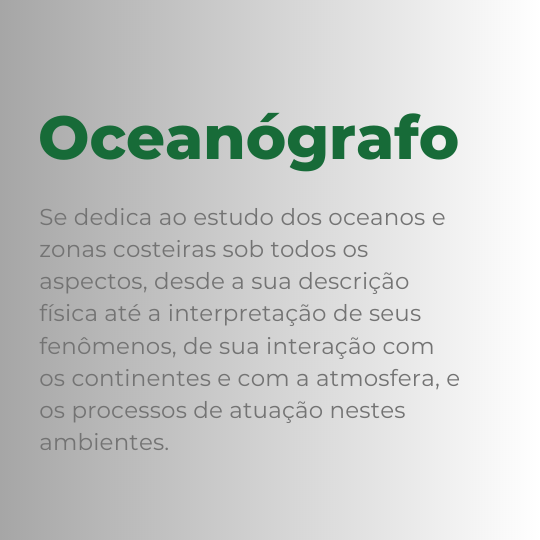 Oceanógrafo
Se dedica ao estudo dos oceanos e
zonas costeiras sob todos os
aspectos, desde a sua descrição
física até a interpretação de seus
fenômenos, de sua interação com
os continentes e com a atmosfera, e
os processos de atuação nestes
ambientes.